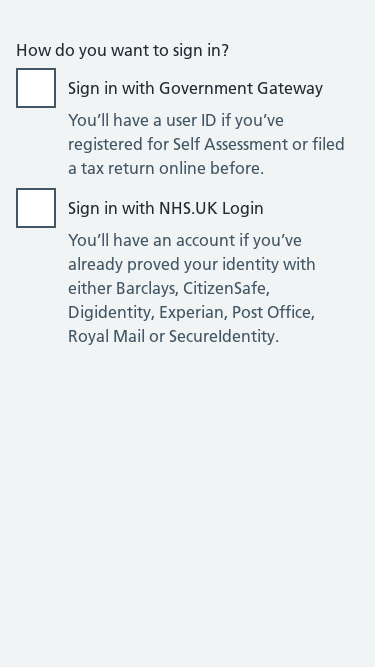 How do you want to sign in?
Sign in with Government Gateway
You’ll have a user ID if you’ve
registered for Self Assessment or filed
a tax return online before.
Sign in with NHS.UK Login
You’ll have an account if you’ve
already proved your identity with
either Barclays, CitizenSafe,
Digidentity, Experian, Post Office,
Royal Mail or SecureIdentity.